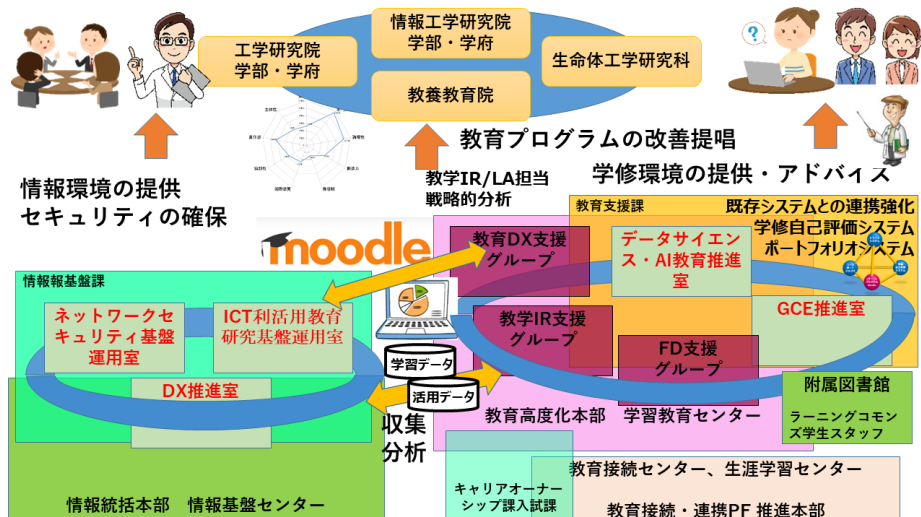 情報工学研究院
学部・学府
工学研究院
学部・学府
生命体工学研究科
教養教育院
?
教育プログラムの改善提唱
学修環境の提供・アドバイス
情報環境の提供
セキュリティの確保
教学IR/LA担当
戦略的分析
moodle
教育支援課
既存システムとの連携強化
学修自己評価システム
ポートフォリオシステム
教育DX支援
グループ
データサイエン
ス・AI教育推進
室
情報報基盤課
ネットワークセ
キュリティ基盤
運用室
ICT利活用教育
研究基盤運用室
DX推進室
教学IR支援
グループ
GCE推進室
FD支援
グループ
学習データ
活用データ
収集
分析
教育高度化本部
学習教育センター
附属図書館
ラーニングコモン
ズ学生スタッフ
情報統括本部 情報基盤センター
キャリアオーナー
シップ課入試課
教育接続センター、生涯学習センター
教育接続・連携PF 推進本部